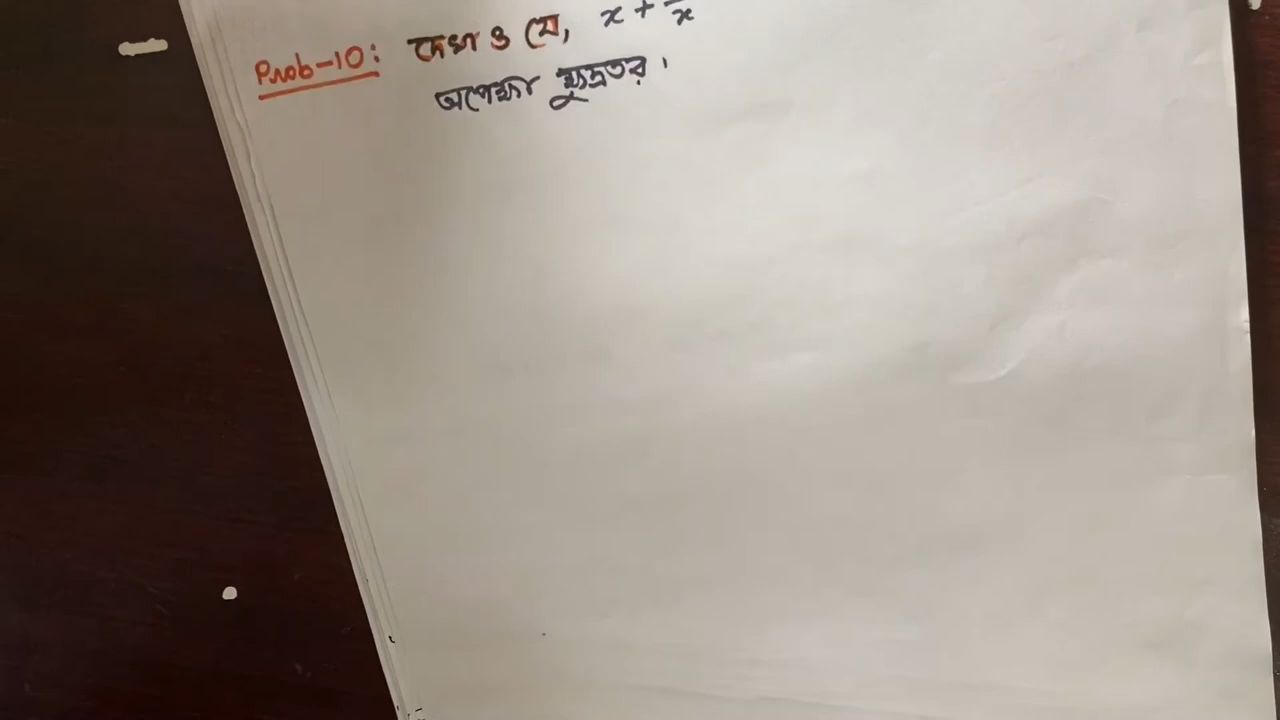 Prob-10: দেখাও যে, x + x
অপেক্ষা ক্ষুদ্রতর।